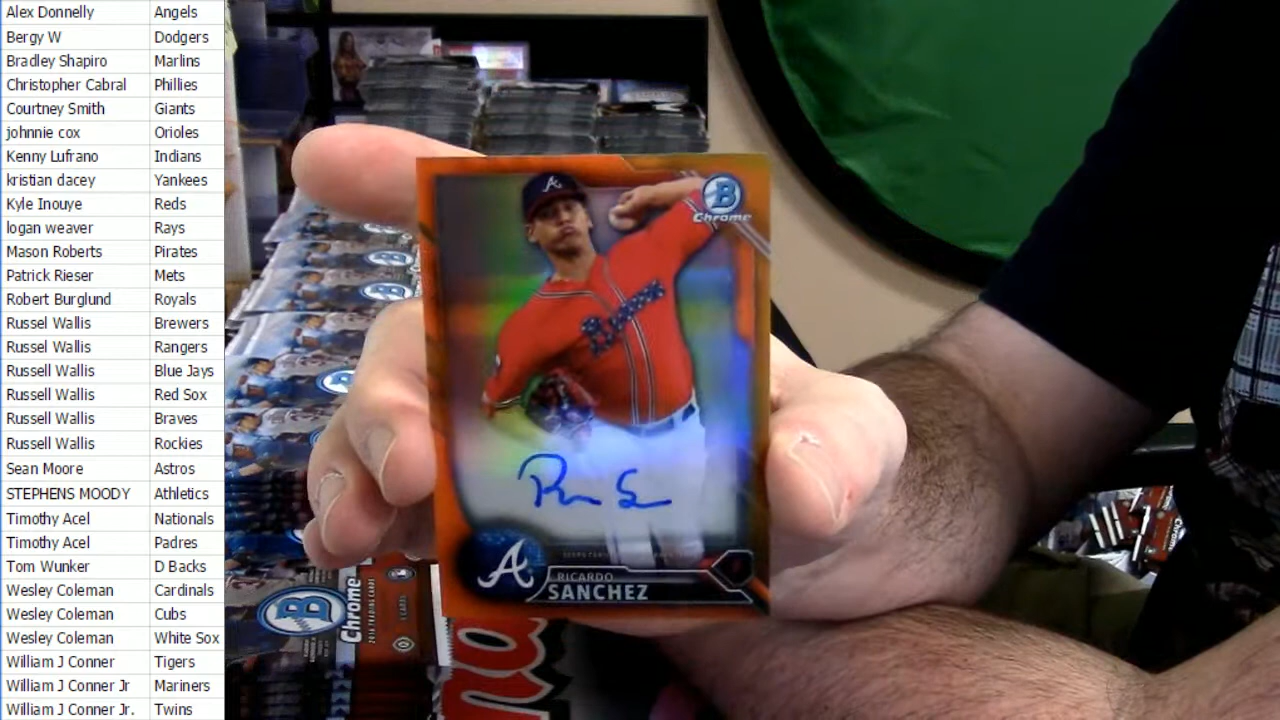 Alex Donnelly Angels
Bergy W Dodgers
Bradley Shapiro Marlins
Christopher Cabral Phillies
Courtney Smith Giants
johnnie cox Orioles
Kenny Lufrano Indians
kristian dacey Yankees
Kyle Inouye Reds
logan weaver Rays
Mason Roberts Pirates
Patrick Rieser Mets
Robert Burglund Royals
Russel Wallis Brewers
Russel Wallis Rangers
Russell Wallis Blue Jays
Russell Wallis Red Sox
Russell Wallis Braves
Russell Wallis Rockies
Sean Moore Astros
STEPHENS MOODY Athletics
Timothy Acel Nationals
Timothy Acel Padres
Tom Wunker D Backs
Wesley Coleman Cardinals
Wesley Coleman Cubs
Wesley Coleman White Sox
William J Conner Tigers
William J Conner Jr Mariners
William J Conner Jr. Twins
A
B
Chrome
Braves
A
RICARDO
SANCHEZ
B
Chrome